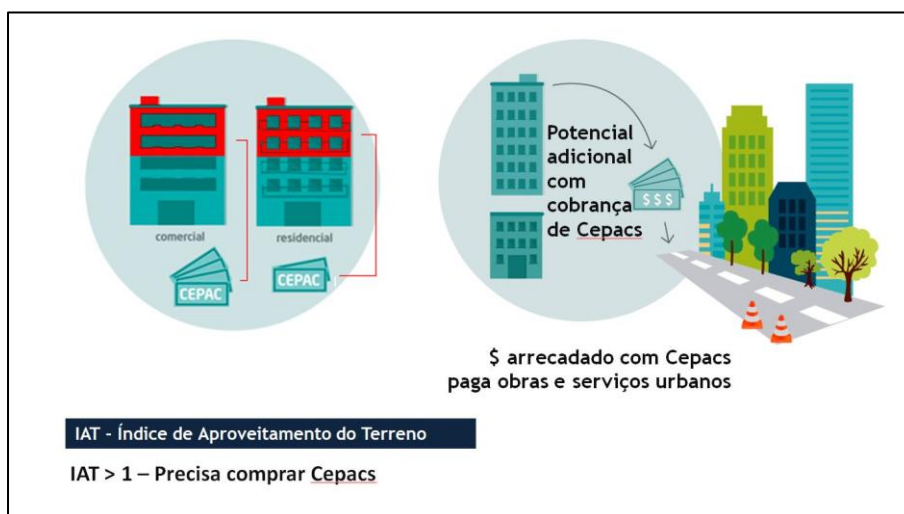 comercial
residencial
CEPAC
CEPAC
Potencial
adicional
com
cobrança
de Cepacs
$ $ $
$ arrecadado com Cepacs
paga obras e serviços urbanos
IAT - Índice de Aproveitamento do Terreno
IAT > 1 – Precisa comprar Cepacs